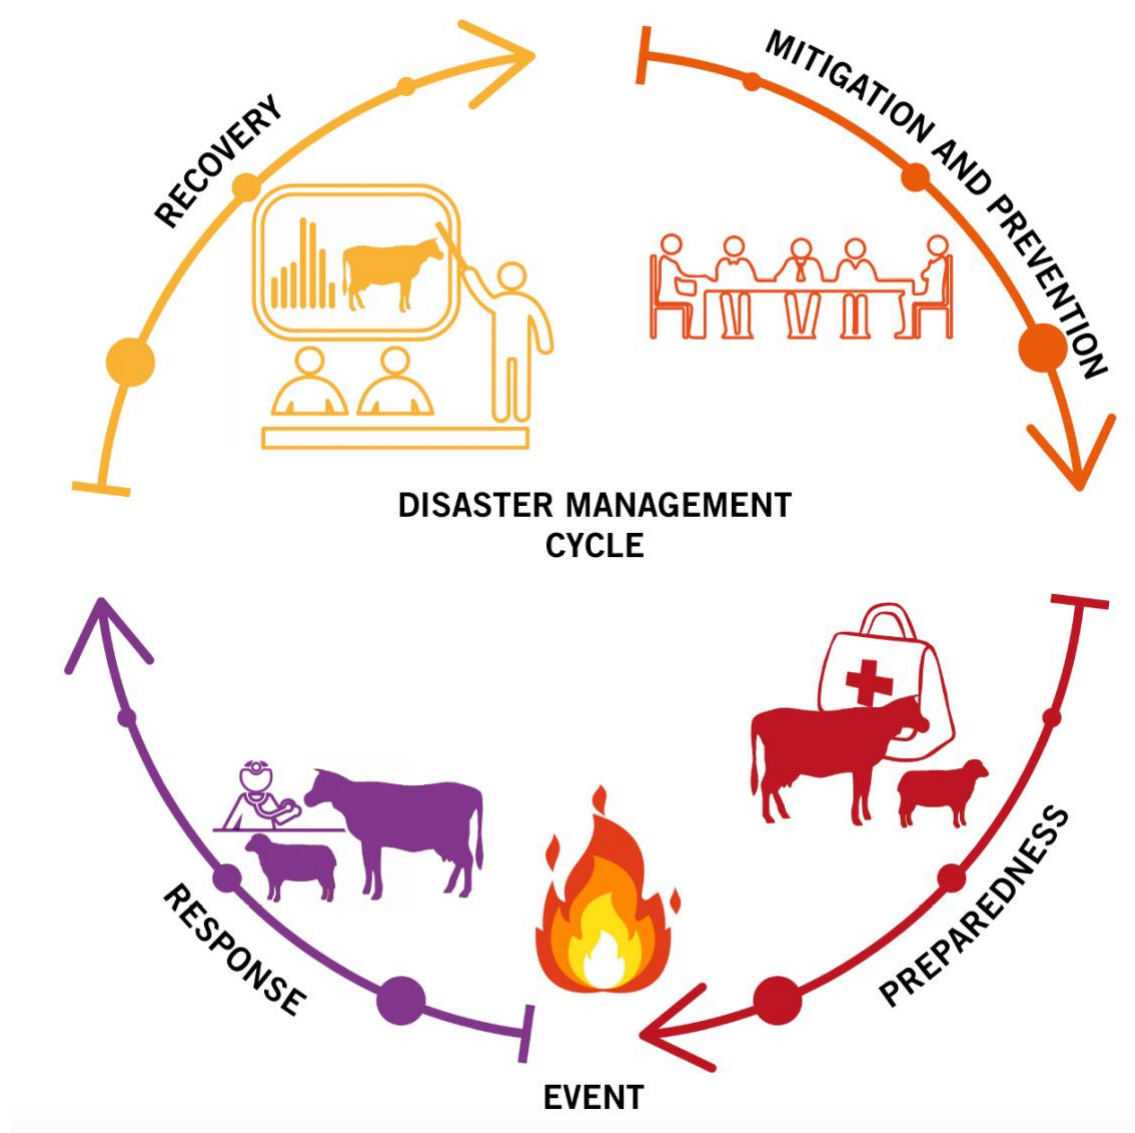 RECOVERY
MITIGATION AND PREVENTION
DISASTER MANAGEMENT
CYCLE
RESPONSE
PREPAREDNESS
EVENT